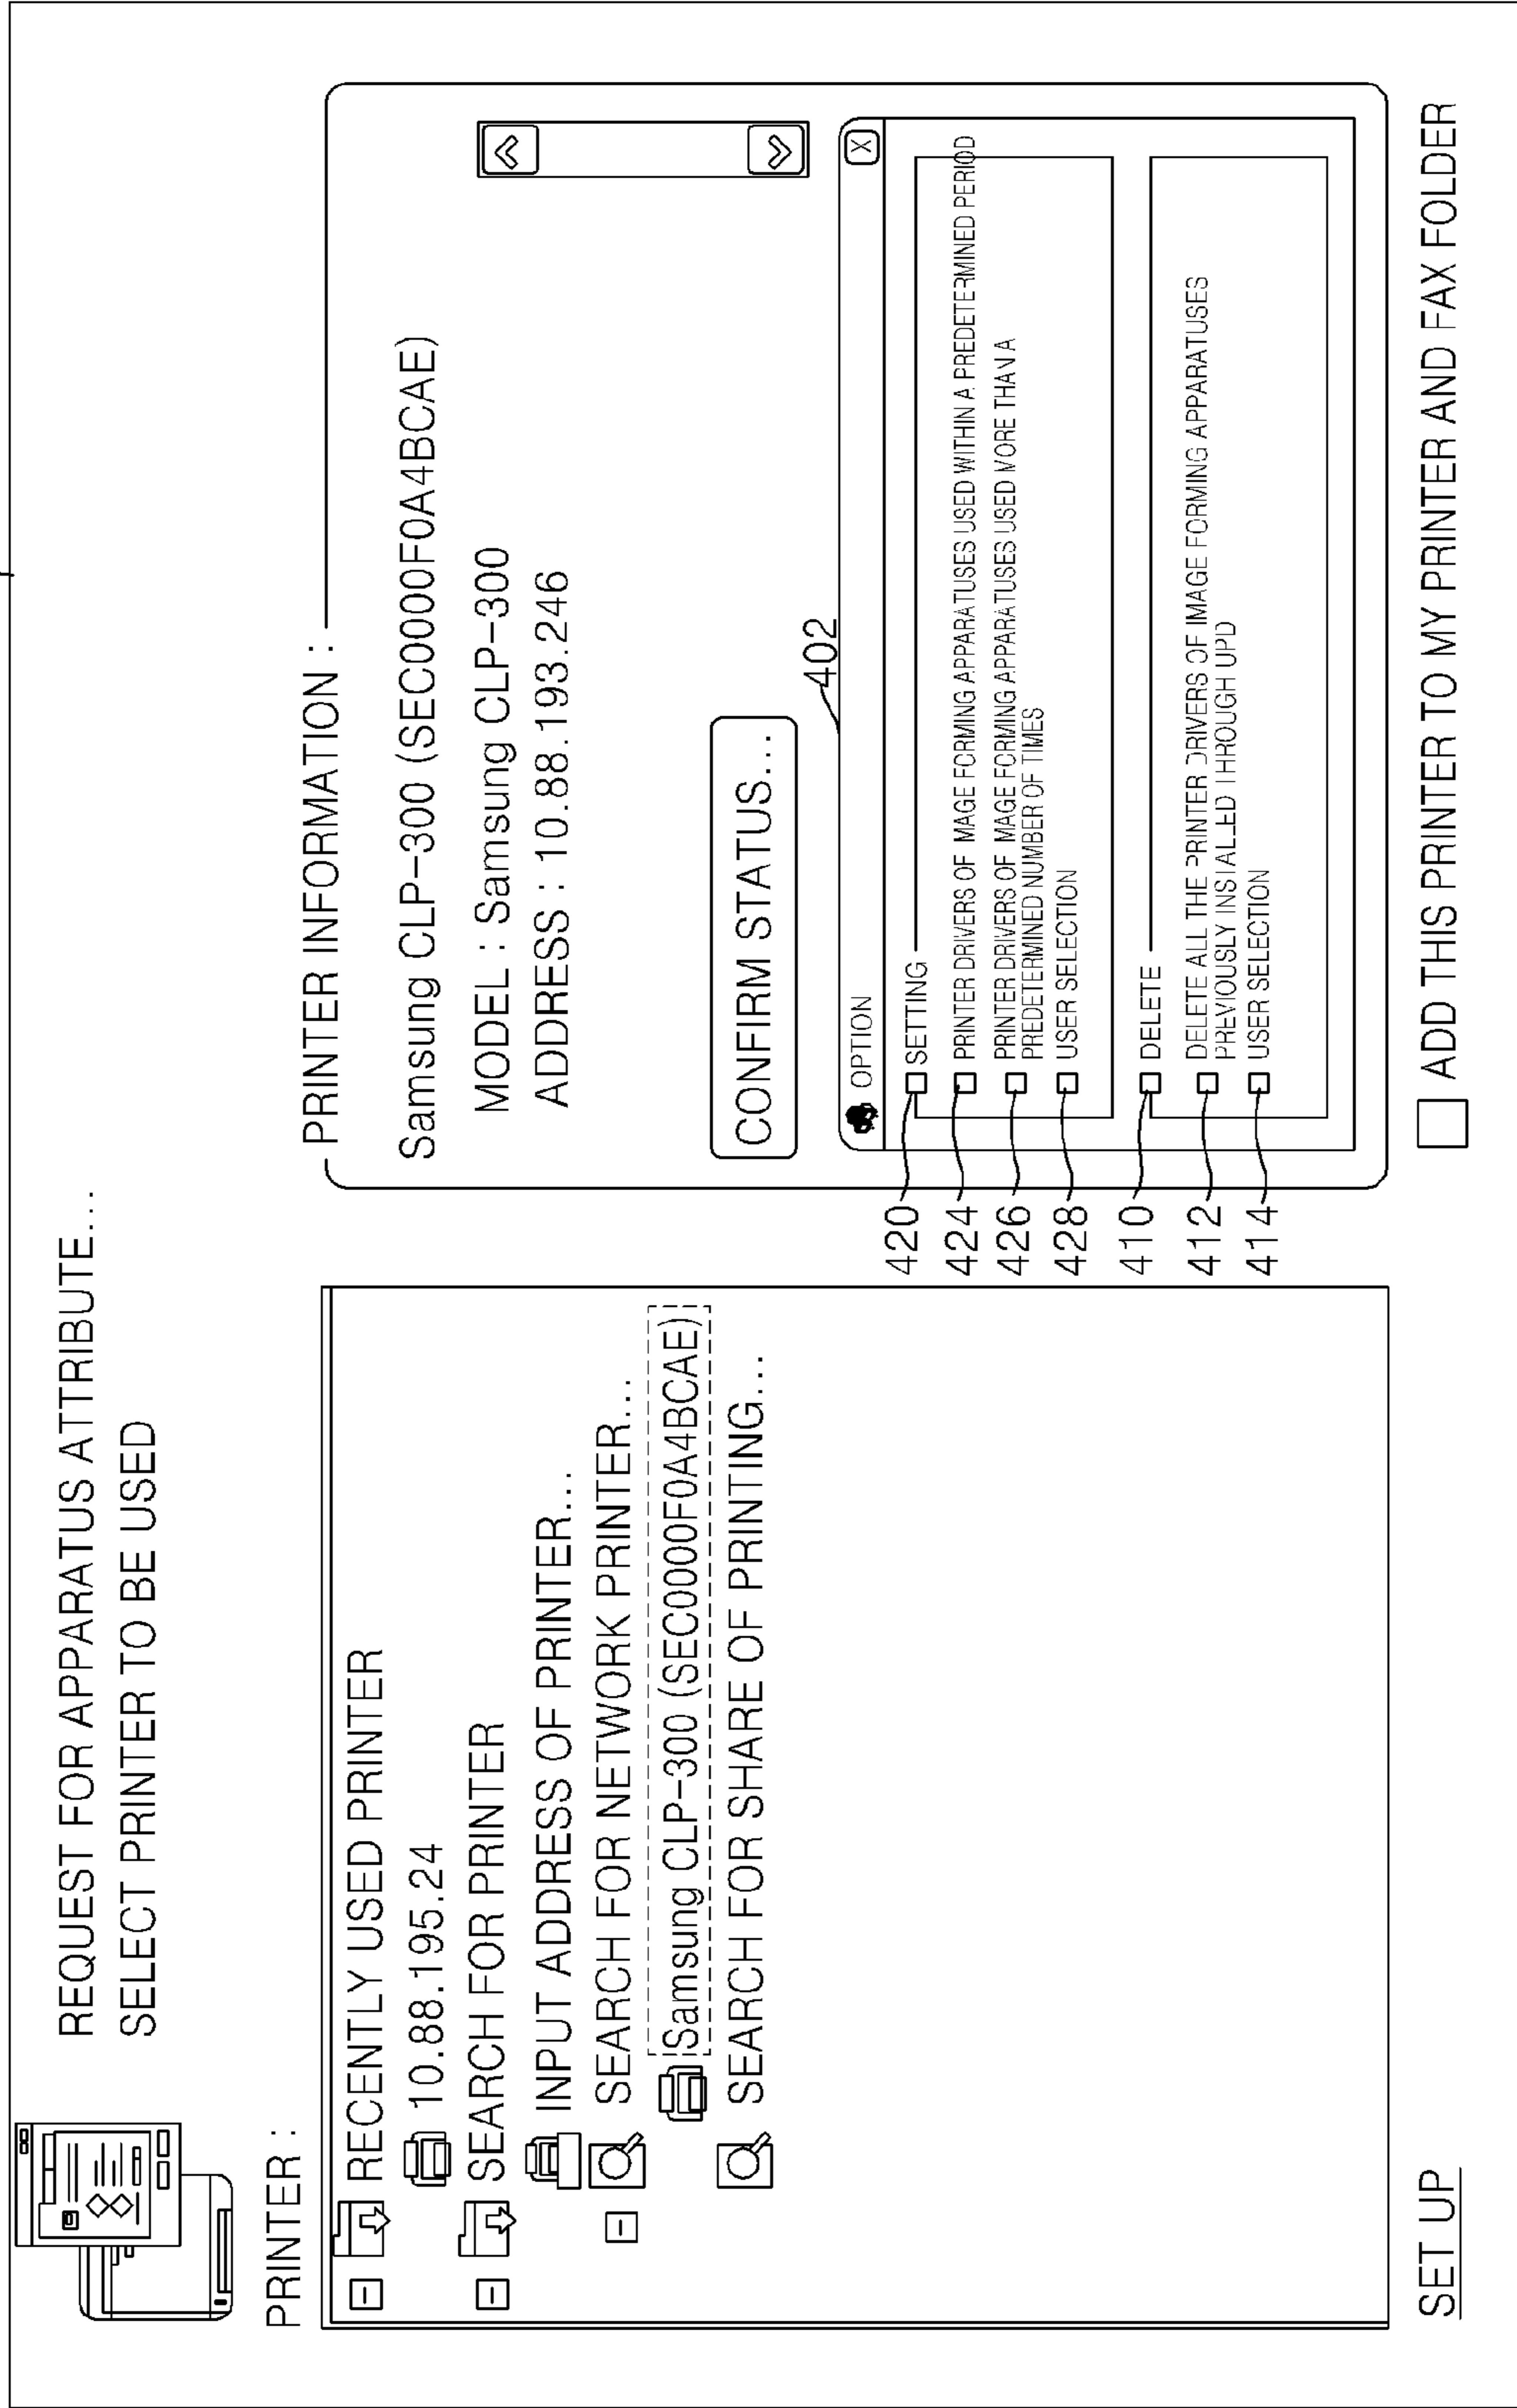 REQUEST FOR APPARATUS ATTRIBUTE...
SELECT PRINTER TO BE USED
PRINTER :
RECENTLY USED PRINTER
10.88.195.24
SEARCH FOR PRINTER
INPUT ADDRESS OF PRINTER...
SEARCH FOR NETWORK PRINTER...
Samsung CLP-300 (SEC0000F0A4BCAE)
SEARCH FOR SHARE OF PRINTING...
SET UP
PRINTER INFORMATION :
Samsung CLP-300 (SEC0000F0A4BCAE)
MODEL : Samsung CLP-300
ADDRESS : 10.88.193.246
CONFIRM STATUS...
402
OPTION
X
420 SETTING
424 PRINTER DRIVERS OF MAGE FORMING APPARATUSES USED WITHIN A PREDETERMINED PERIOD
426 PRINTER DRIVERS OF MAGE FORMING APPARATUSES USED MORE THAN A
PREDETERMINED NUMBER OF TIMES
428 USER SELECTION
410 DELETE
412 DELETE ALL THE PRINTER DRIVERS OF IMAGE FORMING APPARATUSES
PREVIOUSLY INSTALLED THROUGH UPD
414 USER SELECTION
ADD THIS PRINTER TO MY PRINTER AND FAX FOLDER